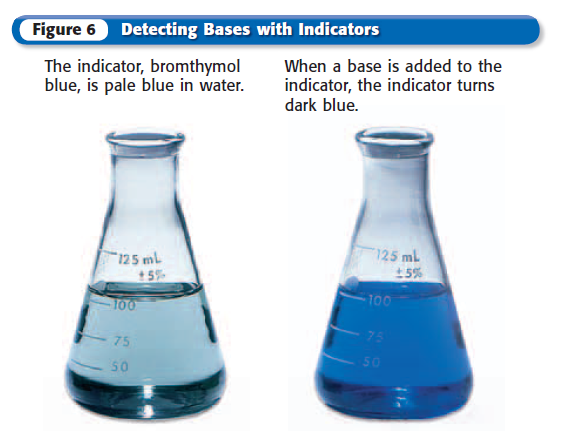 Figure 6 Detecting Bases with Indicators
The indicator, bromthymol
blue, is pale blue in water.
When a base is added to the
indicator, the indicator turns
dark blue.
125 mL
±5%
100
75
50
125 mL
±5%
100
75
50